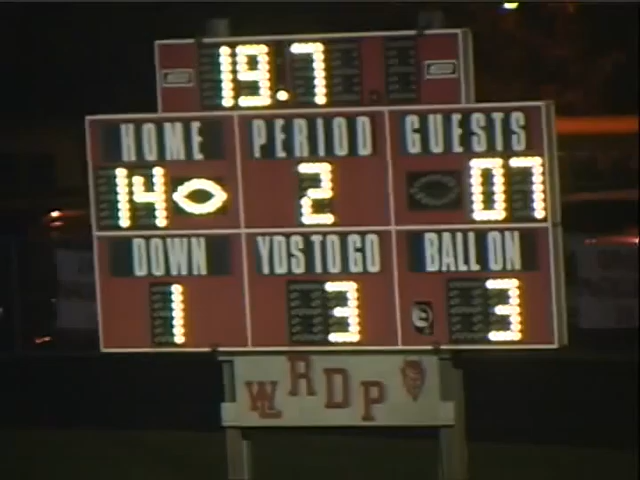 19.7
HOME PERIOD GUESTS
14 2 07
DOWN YDS TO GO BALL ON
1 3 3
WL RDP